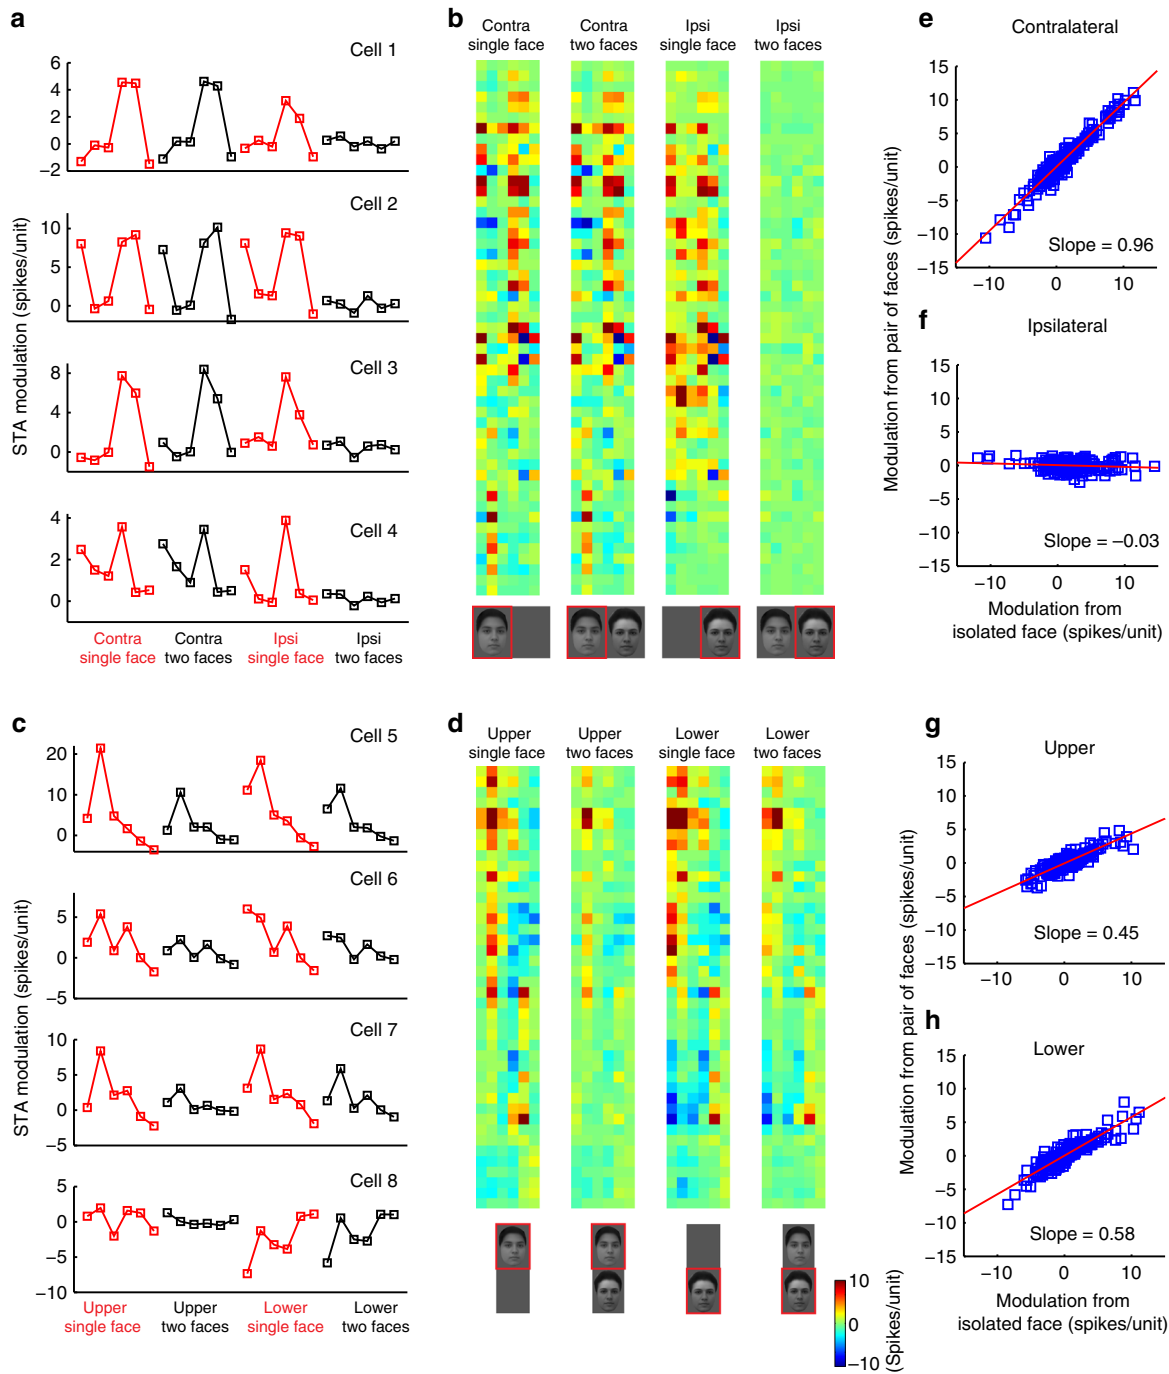 a
Cell 1
6
4
2
0
−2
Cell 2
10
5
0
Cell 3
8
4
0
Cell 4
4
2
0
STA modulation (spikes/unit)
Contra
single face
Contra
two faces
Ipsi
single face
Ipsi
two faces
b
Contra
single face
Contra
two faces
Ipsi
single face
Ipsi
two faces
e
Contralateral
15
10
5
0
−5
−10
−15
−10
0
10
Slope = 0.96
f
Ipsilateral
15
10
5
0
−5
−10
−15
−10
0
10
Slope = −0.03
Modulation from pair of faces (spikes/unit)
Modulation from
isolated face (spikes/unit)
c
Cell 5
20
10
0
Cell 6
5
0
−5
Cell 7
10
5
0
−5
Cell 8
5
0
−5
−10
STA modulation (spikes/unit)
Upper
single face
Upper
two faces
Lower
single face
Lower
two faces
d
Upper
single face
Upper
two faces
Lower
single face
Lower
two faces
10
0
−10
(Spikes/unit)
g
Upper
15
10
5
0
−5
−10
−15
−10
0
10
Slope = 0.45
h
Lower
15
10
5
0
−5
−10
−15
−10
0
10
Slope = 0.58
Modulation from pair of faces (spikes/unit)
Modulation from
isolated face (spikes/unit)